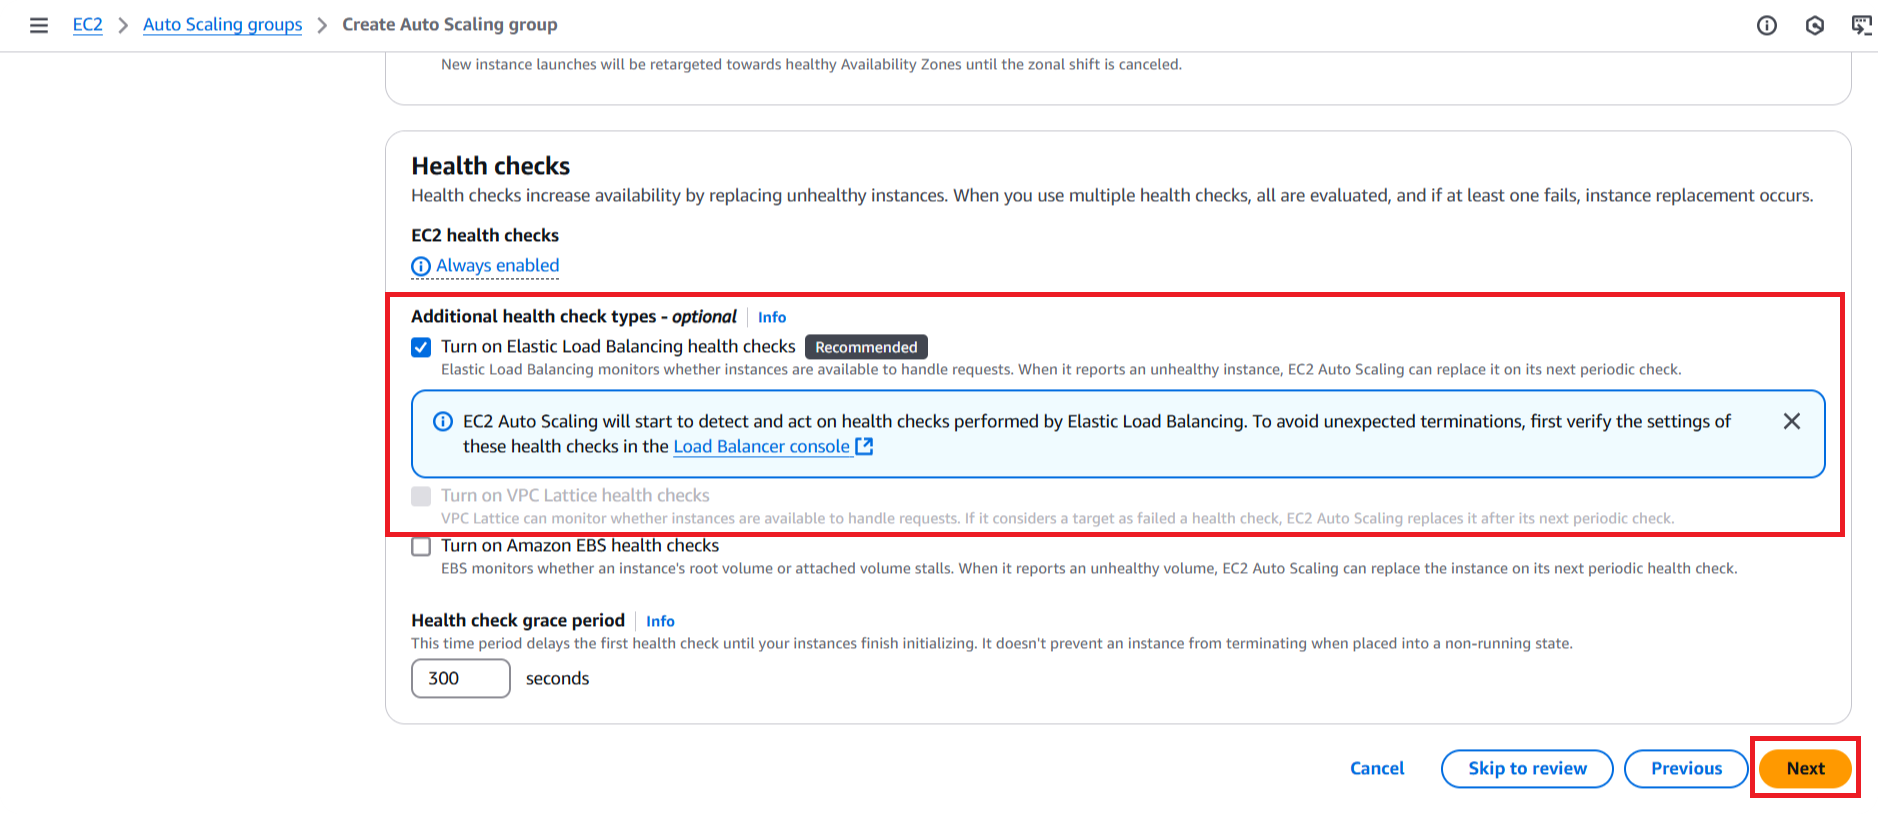 EC2 > Auto Scaling groups > Create Auto Scaling group
New instance launches will be retargeted towards healthy Availability Zones until the zonal shift is canceled.
Health checks
Health checks increase availability by replacing unhealthy instances. When you use multiple health checks, all are evaluated, and if at least one fails, instance replacement occurs.
EC2 health checks
Always enabled
Additional health check types - optional Info
Turn on Elastic Load Balancing health checks Recommended
Elastic Load Balancing monitors whether instances are available to handle requests. When it reports an unhealthy instance, EC2 Auto Scaling can replace it on its next periodic check.
EC2 Auto Scaling will start to detect and act on health checks performed by Elastic Load Balancing. To avoid unexpected terminations, first verify the settings of
these health checks in the Load Balancer console
Turn on VPC Lattice health checks
VPC Lattice can monitor whether instances are available to handle requests. If it considers a target as failed a health check, EC2 Auto Scaling replaces it after its next periodic check.
Turn on Amazon EBS health checks
EBS monitors whether an instance's root volume or attached volume stalls. When it reports an unhealthy volume, EC2 Auto Scaling can replace the instance on its next periodic health check.
Health check grace period Info
This time period delays the first health check until your instances finish initializing. It doesn't prevent an instance from terminating when placed into a non-running state.
300 seconds
Cancel Skip to review Previous Next